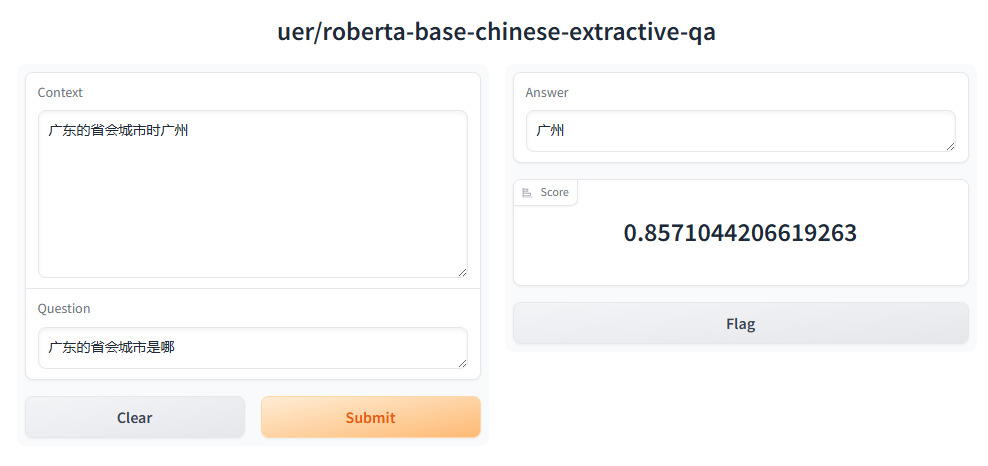 uer/roberta-base-chinese-extractive-qa
Context
广东的省会城市时广州
Question
广东的省会城市是哪
Clear
Submit
Answer
广州
Score
0.8571044206619263
Flag